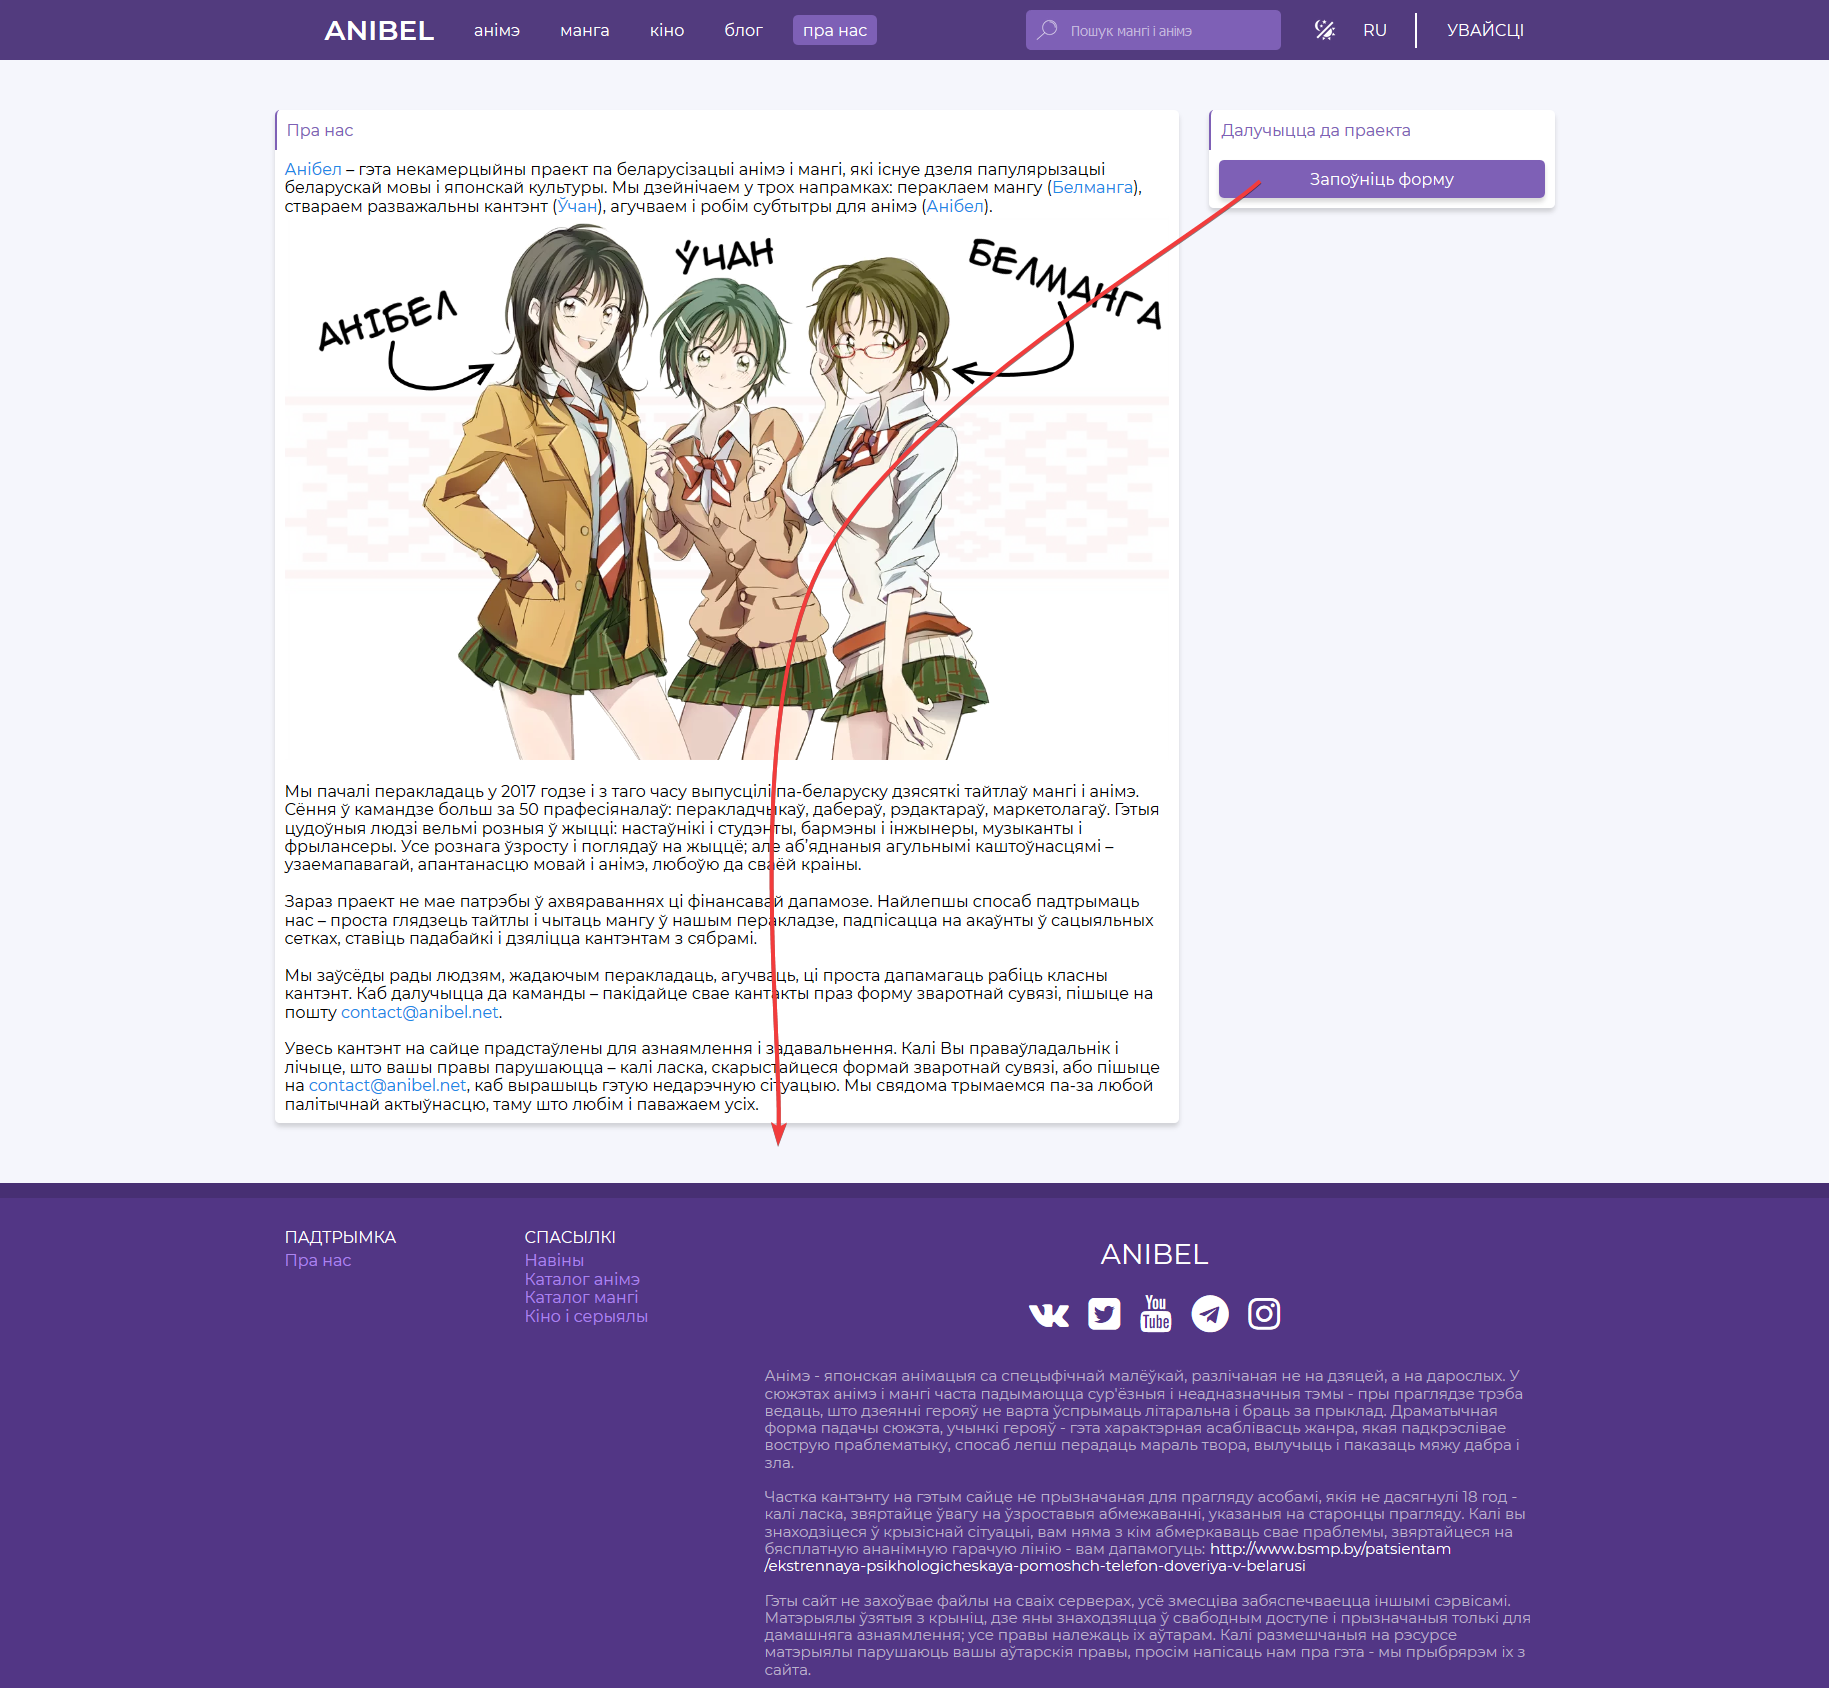 ANIBEL
анімэ
манга
кіно
блог
пра нас
Пошук мангі і анімэ
RU
УВАЙСЦІ
Пра нас
Анібел – гэта некамерцыйны праект па беларусізацыі анімэ і мангі, які існуе дзеля папулярызацыі
беларускай мовы і японскай культуры. Мы дзейнічаем у трох напрамках: пераклаем мангу (Белманга),
ствараем разважальны кантэнт (Ўчан), агучваем і робім субтытры для анімэ (Анібел).
АНІБЕЛ
ЎЧАН
БЕЛМАНГА
Мы пачалі перакладаць у 2017 годзе і з таго часу выпусцілі па-беларуску дзясяткі тайтлаў мангі і анімэ.
Сёння ў камандзе больш за 50 прафесіяналаў: перакладчыкаў, дабераў, рэдактараў, маркетолагаў. Гэтыя
цудоўныя людзі вельмі розныя ў жыцці: настаўнікі і студэнты, бармэны і інжынеры, музыканты і
фрылансеры. Усе рознага ўзросту і поглядаў на жыццё; але аб’яднаныя агульнымі каштоўнасцямі –
узаемапавагай, апантанасцю мовай і анімэ, любоўю да сваёй краіны.
Зараз праект не мае патрэбы ў ахвяраваннях ці фінансавай дапамозе. Найлепшы спосаб падтрымаць
нас – проста глядзець тайтлы і чытаць мангу ў нашым перакладзе, падпісацца на акаўнты ў сацыяльных
сетках, ставіць падабайкі і дзяліцца кантэнтам з сябрамі.
Мы заўсёды рады людзям, жадаючым перакладаць, агучваць, ці проста дапамагаць рабіць класны
кантэнт. Каб далучыцца да каманды – пакідайце свае кантакты праз форму зваротнай сувязі, пішыце на
пошту contact@anibel.net.
Увесь кантэнт на сайце прадстаўлены для азнаямлення і задавальнення. Калі Вы праваўладальнік і
лічыце, што вашы правы парушаюцца – калі ласка, скарыстайцеся формай зваротнай сувязі, або пішыце
на contact@anibel.net, каб вырашыць гэтую недарэчную сітуацыю. Мы свядома трымаемся па-за любой
палітычнай актыўнасцю, таму што любім і паважаем усіх.
Далучыцца да праекта
Запоўніць форму
ПАДТРЫМКА
Пра нас
СПАСЫЛКІ
Навіны
Каталог анімэ
Каталог мангі
Кіно і серыялы
ANIBEL
You
Tube
Анімэ - японская анімацыя са спецыфічнай малёўкай, разлічаная не на дзяцей, а на дарослых. У
сюжэтах анімэ і мангі часта падымаюцца сур'ёзныя і неадназначныя тэмы - пры праглядзе трэба
ведаць, што дзеянні герояў не варта ўспрымаць літаральна і браць за прыклад. Драматычная
форма падачы сюжэта, учынкі герояў - гэта характэрная асаблівасць жанра, якая падкрэслівае
вострую праблематыку, спосаб лепш перадаць мараль твора, вылучыць і паказаць мяжу дабра і
зла.
Частка кантэнту на гэтым сайце не прызначаная для прагляду асобамі, якія не дасягнулі 18 год -
калі ласка, звяртайце ўвагу на ўзроставыя абмежаванні, указаныя на старонцы прагляду. Калі вы
знаходзіцеся ў крызіснай сітуацыі, вам няма з кім абмеркаваць свае праблемы, звяртайцеся на
бясплатную ананімную гарачую лінію - вам дапамогуць: http://www.bsmp.by/patsientam
/ekstrennaya-psikhologicheskaya-pomoshch-telefon-doveriya-v-belarusi
Гэты сайт не захоўвае файлы на сваіх серверах, усё змесціва забяспечваецца іншымі сэрвісамі.
Матэрыялы ўзятыя з крыніц, дзе яны знаходзяцца ў свабодным доступе і прызначаныя толькі для
дамашняга азнаямлення; усе правы належаць іх аўтарам. Калі размешчаныя на рэсурсе
матэрыялы парушаюць вашы аўтарскія правы, просім напісаць нам пра гэта - мы прыбярэм іх з
сайта.